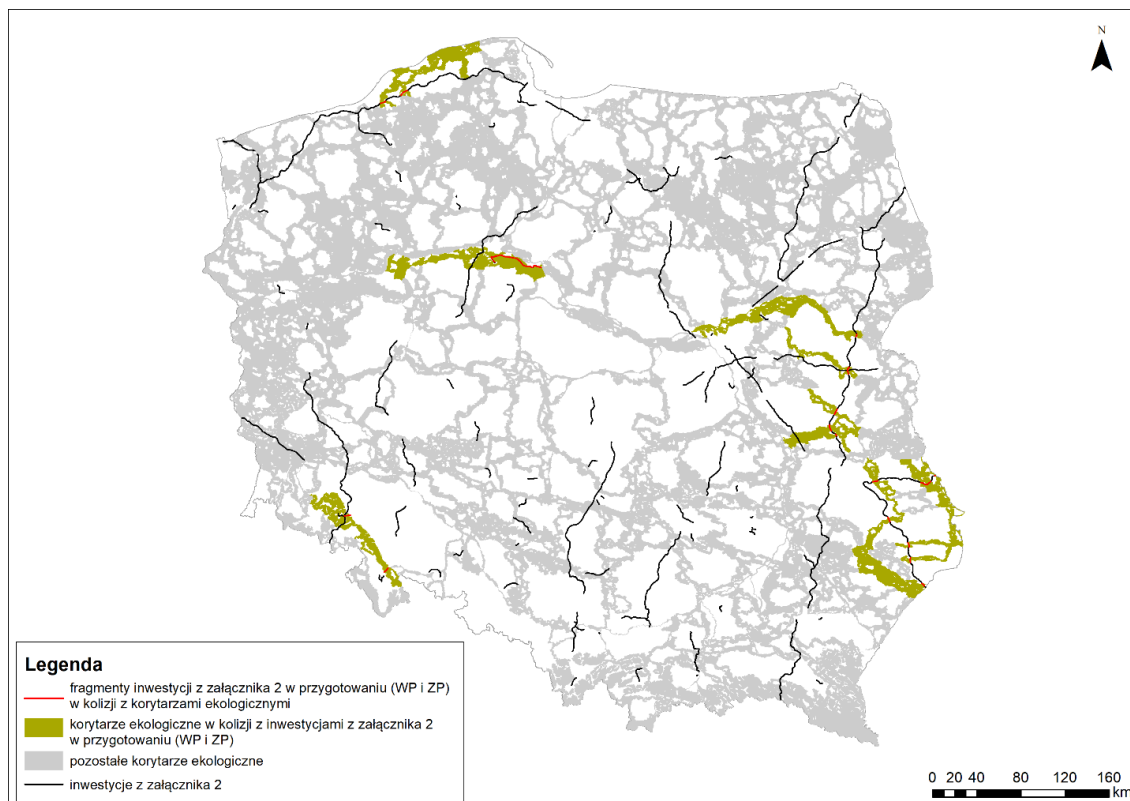 N
Legenda
fragmenty inwestycji z załącznika 2 w przygotowaniu (WP i ZP)
w kolizji z korytarzami ekologicznymi
korytarze ekologiczne w kolizji z inwestycjami z załącznika 2
w przygotowaniu (WP i ZP)
pozostałe korytarze ekologiczne
inwestycje z załącznika 2
0 20 40 80 120 160
km